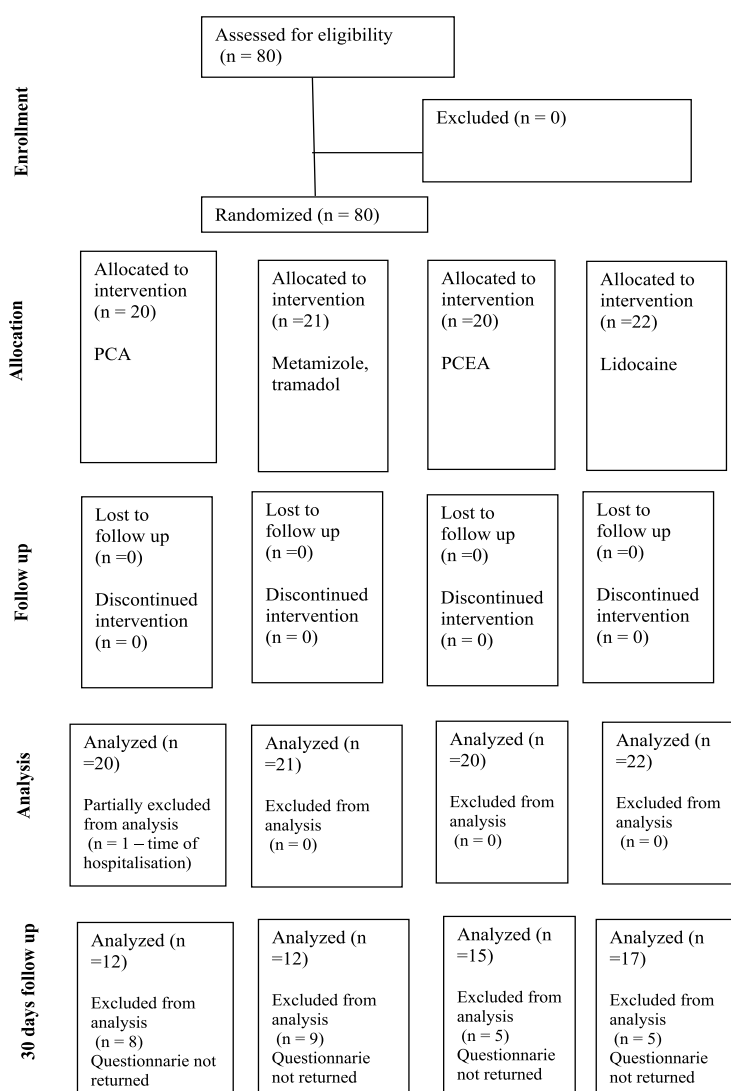 Enrollment
Assessed for eligibility
(n = 80)
Excluded (n = 0)
Randomized (n = 80)
Allocation
Allocated to
intervention
(n = 20)
PCA
Allocated to
intervention
(n =21)
Metamizole,
tramadol
Allocated to
intervention
(n =20)
PCEA
Allocated to
intervention
(n =22)
Lidocaine
Follow up
Lost to
follow up
(n =0)
Discontinued
intervention
(n = 0)
Lost to
follow up
(n =0)
Discontinued
intervention
(n = 0)
Lost to
follow up
(n =0)
Discontinued
intervention
(n = 0)
Lost to
follow up
(n =0)
Discontinued
intervention
(n = 0)
Analysis
Analyzed (n
=20)
Partially excluded
from analysis
(n = 1 – time of
hospitalisation)
Analyzed (n
=21)
Excluded from
analysis
(n = 0)
Analyzed (n
=20)
Excluded from
analysis
(n = 0)
Analyzed (n
=22)
Excluded from
analysis
(n = 0)
30 days follow up
Analyzed (n
=12)
Excluded from
analysis
(n = 8)
Questionnarie not
returned
Analyzed (n
=12)
Excluded from
analysis
(n = 9)
Questionnarie
not returned
Analyzed (n
=15)
Excluded from
analysis
(n = 5)
Questionnarie
not returned
Analyzed (n
=17)
Excluded from
analysis
(n = 5)
Questionnarie
not returned